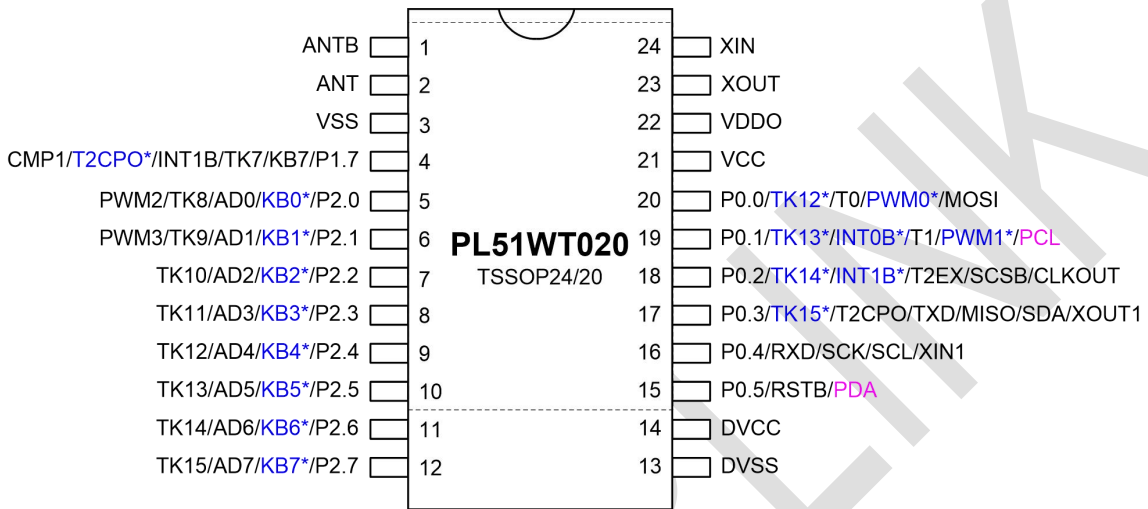 ANTB 1 24 XIN
ANT 2 23 XOUT
VSS 3 22 VDDO
CMP1/T2CPO*/INT1B/TK7/KB7/P1.7 4 21 VCC
PWM2/TK8/AD0/KB0*/P2.0 5 20 P0.0/TK12*/T0/PWM0*/MOSI
PWM3/TK9/AD1/KB1*/P2.1 6 PL51WT020 19 P0.1/TK13*/INT0B*/T1/PWM1*/PCL
TK10/AD2/KB2*/P2.2 7 TSSOP24/20 18 P0.2/TK14*/INT1B*/T2EX/SCSB/CLKOUT
TK11/AD3/KB3*/P2.3 8 17 P0.3/TK15*/T2CPO/TXD/MISO/SDA/XOUT1
TK12/AD4/KB4*/P2.4 9 16 P0.4/RXD/SCK/SCL/XIN1
TK13/AD5/KB5*/P2.5 10 15 P0.5/RSTB/PDA
TK14/AD6/KB6*/P2.6 11 14 DVCC
TK15/AD7/KB7*/P2.7 12 13 DVSS
LINK